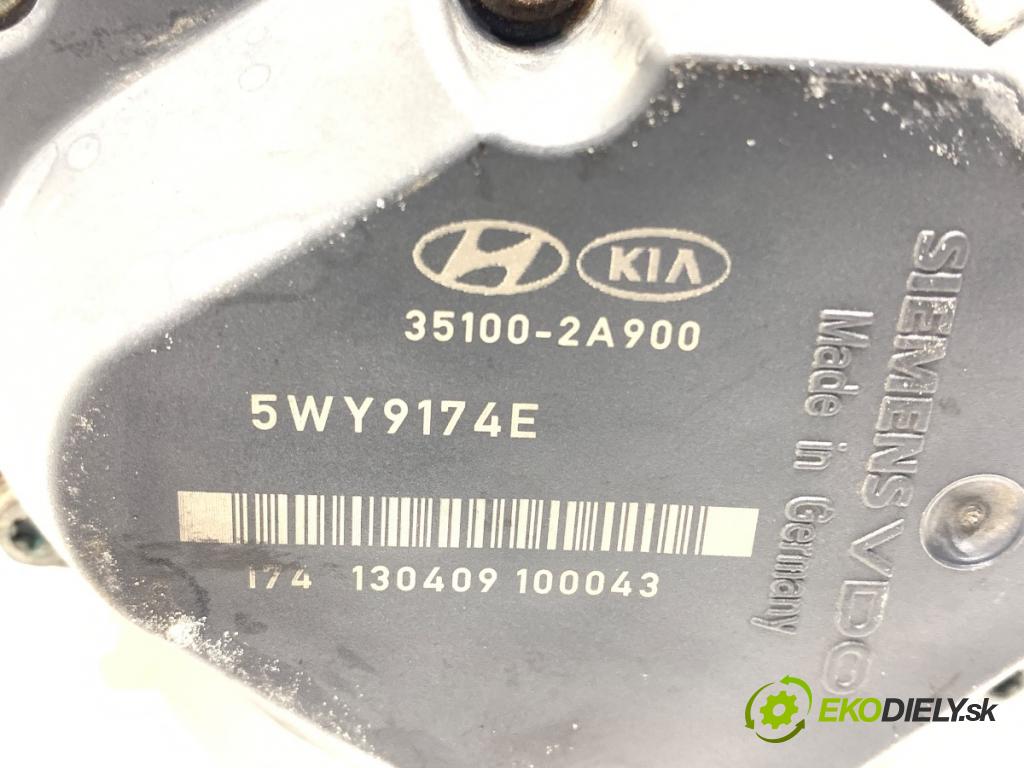 KIA
35100-2A900
5WY9174E
174 130409 100043
SIEMENS VDO
Made in Germany
EKODIELY.sk